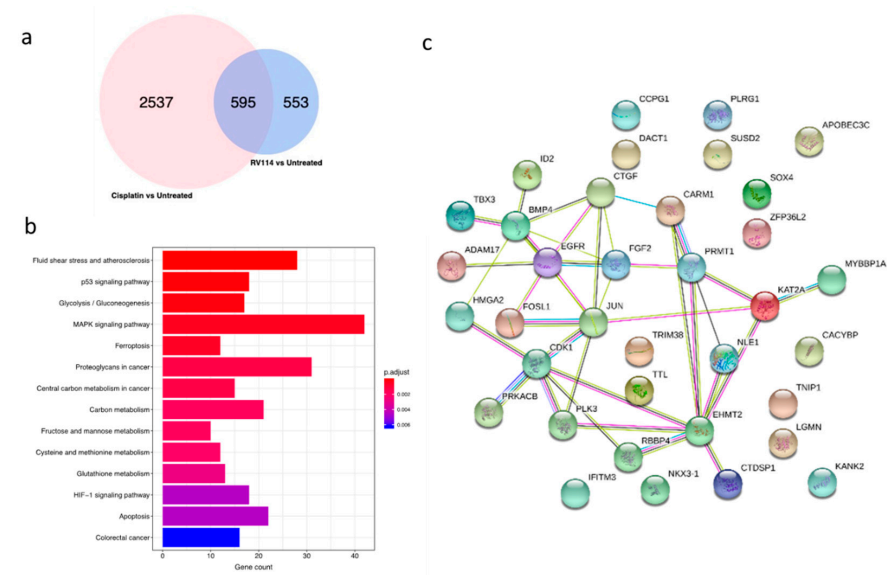 a
2537
595
553
RV114 vs Untreated
Cisplatin vs Untreated
b
Fluid shear stress and atherosclerosis
p53 signaling pathway
Glycolysis / Gluconeogenesis
MAPK signaling pathway
Ferroptosis
Proteoglycans in cancer
Central carbon metabolism in cancer
Carbon metabolism
Fructose and mannose metabolism
Cysteine and methionine metabolism
Glutathione metabolism
HIF-1 signaling pathway
Apoptosis
Colorectal cancer
0
10
20
30
40
Gene count
p.adjust
0.002
0.004
0.006
c
CCPG1
PLRG1
DACT1
SUSD2
APOBEC3C
ID2
CTGF
SOX4
CARM1
TBX3
BMP4
ZFP36L2
EGFR
FGF2
ADAM17
PRMT1
MYBBP1A
KAT2A
HMGA2
FOSL1
JUN
TRIM38
NLE1
CACYBP
CDK1
TTL
PRKACB
TNIP1
PLK3
EHMT2
LGMN
RBBP4
IFITM3
NKX3-1
CTDSP1
KANK2